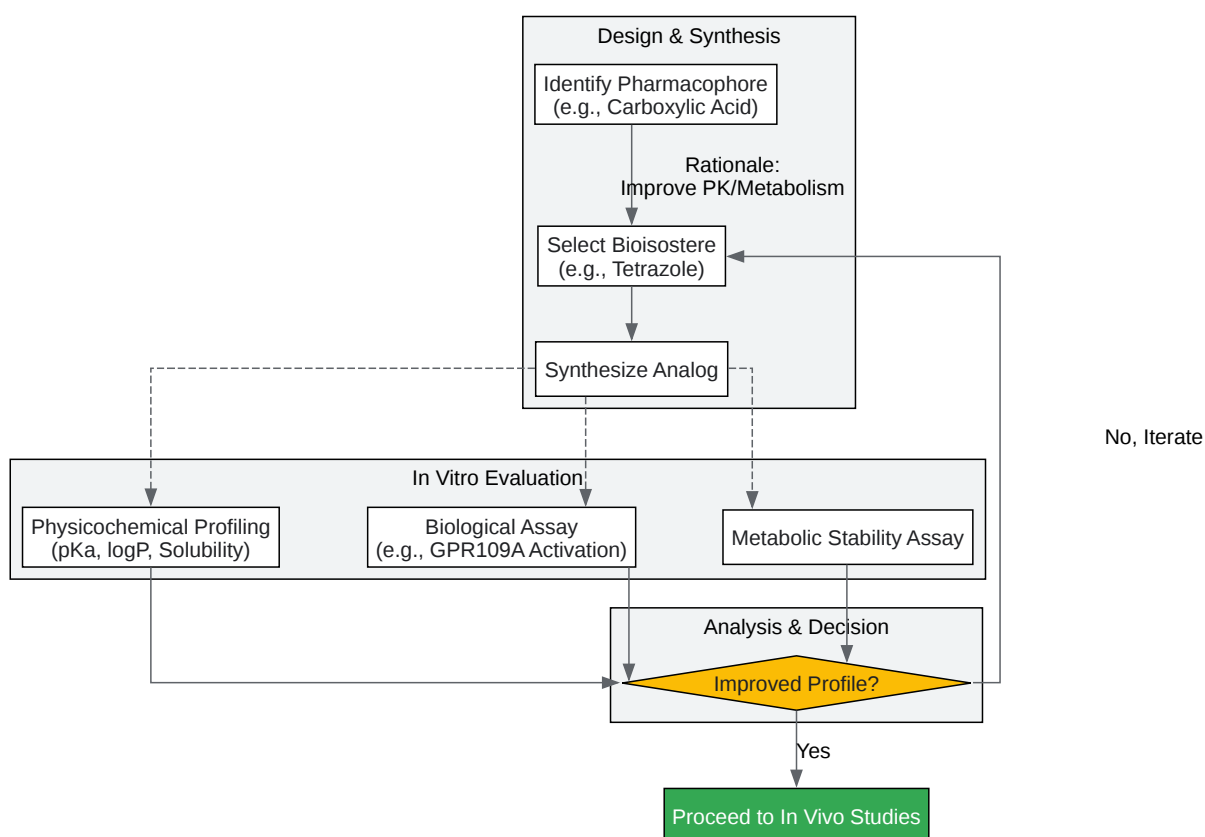 Design & Synthesis
Identify Pharmacophore
(e.g., Carboxylic Acid)
Rationale:
Improve PK/Metabolism
Select Bioisostere
(e.g., Tetrazole)
Synthesize Analog
No, Iterate
In Vitro Evaluation
Physicochemical Profiling
(pKa, logP, Solubility)
Biological Assay
(e.g., GPR109A Activation)
Metabolic Stability Assay
Analysis & Decision
Improved Profile?
Yes
Proceed to In Vivo Studies